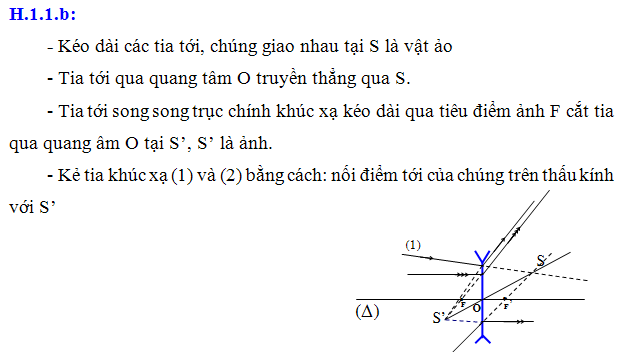 H.1.1.b:
- Kéo dài các tia tới, chúng giao nhau tại S là vật ảo
- Tia tới qua quang tâm O truyền thẳng qua S.
- Tia tới song song trục chính khúc xạ kéo dài qua tiêu điểm ảnh F cắt tia
qua quang âm O tại S’, S’ là ảnh.
- Kẻ tia khúc xạ (1) và (2) bằng cách: nối điểm tới của chúng trên thấu kính
với S’
(1)
S
F O F'
(Δ)
S'